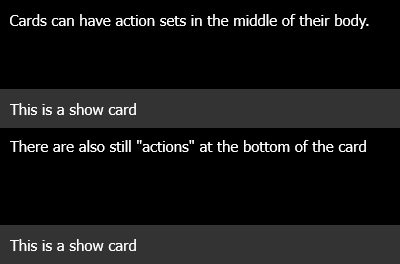 Cards can have action sets in the middle of their body.
This is a show card
There are also still "actions" at the bottom of the card
This is a show card